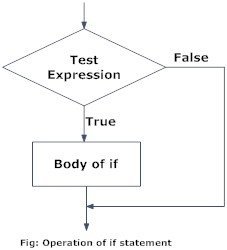 Test
Expression
False
True
Body of if
Fig: Operation of if statement